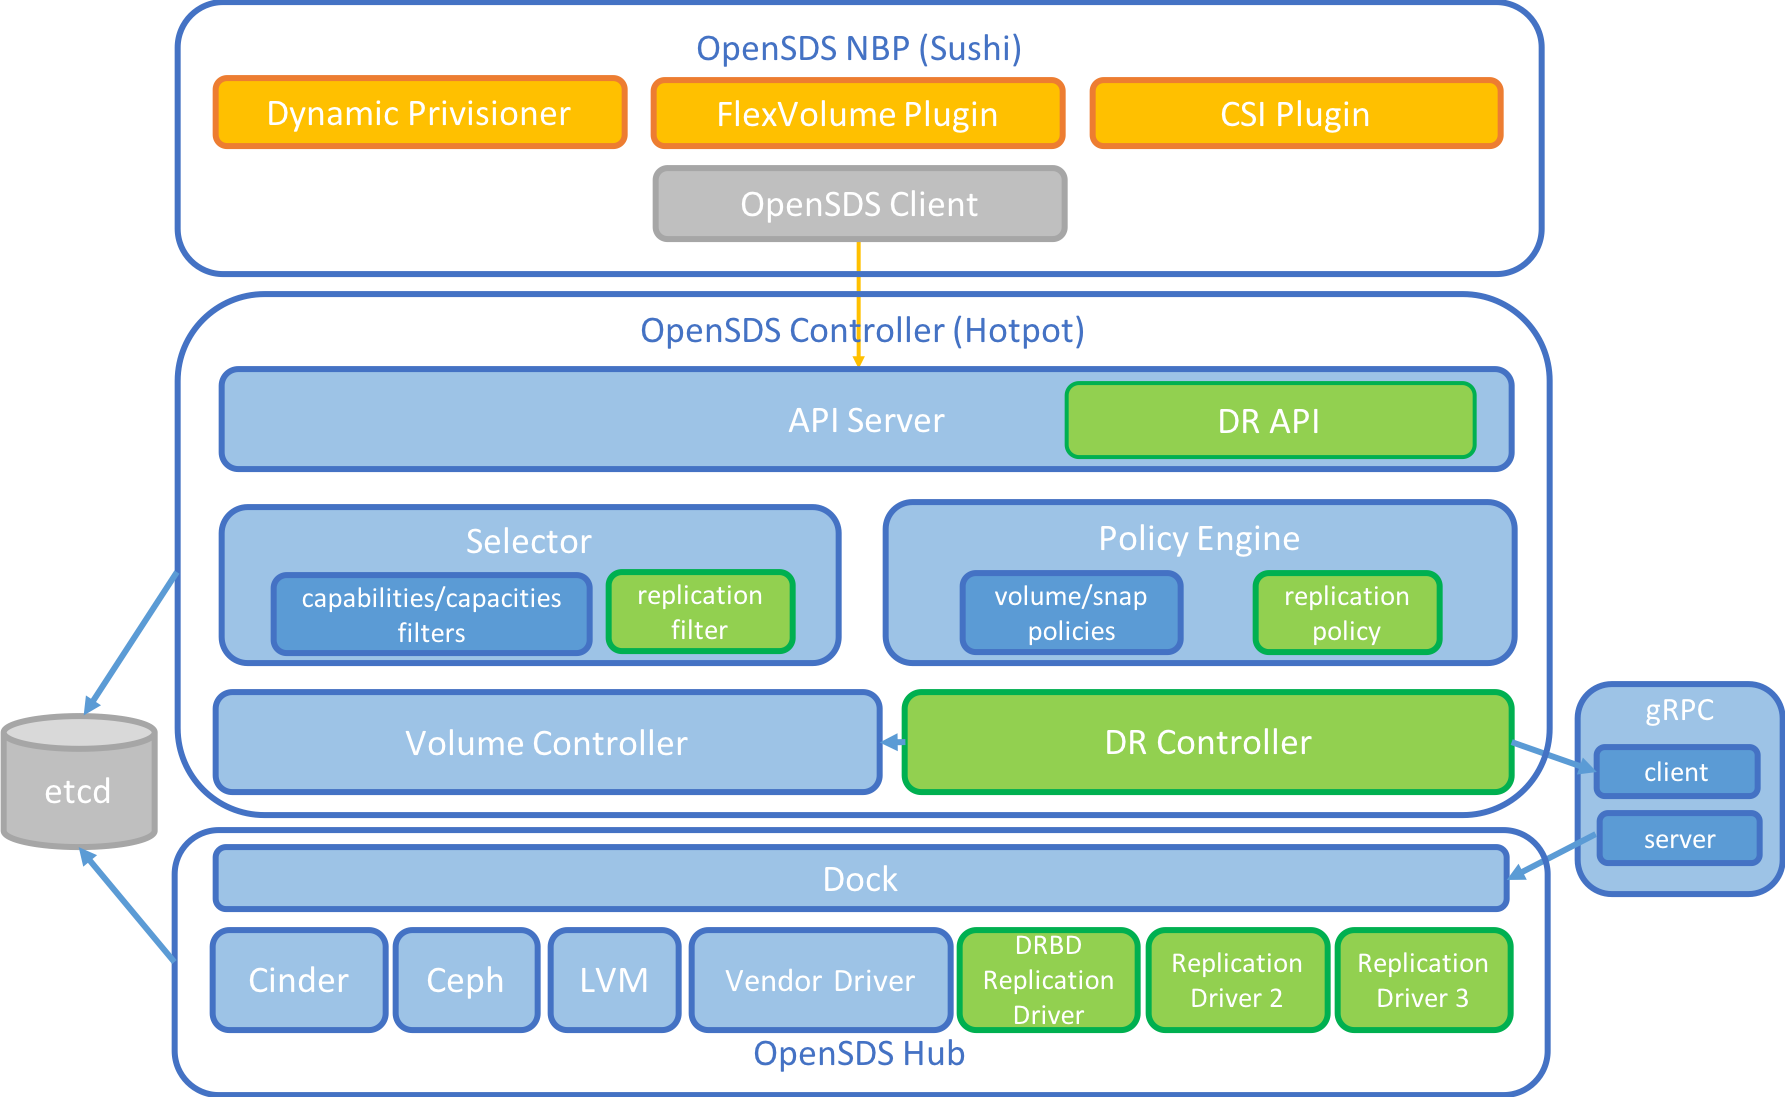 OpenSDS NBP (Sushi)
Dynamic Privisioner
FlexVolume Plugin
CSI Plugin
OpenSDS Client
OpenSDS Controller (Hotpot)
API Server
DR API
Selector
capabilities/capacities
filters
replication
filter
Policy Engine
volume/snap
policies
replication
policy
Volume Controller
DR Controller
gRPC
client
server
etcd
Dock
Cinder
Ceph
LVM
Vendor Driver
DRBD
Replication
Driver
Replication
Driver 2
Replication
Driver 3
OpenSDS Hub